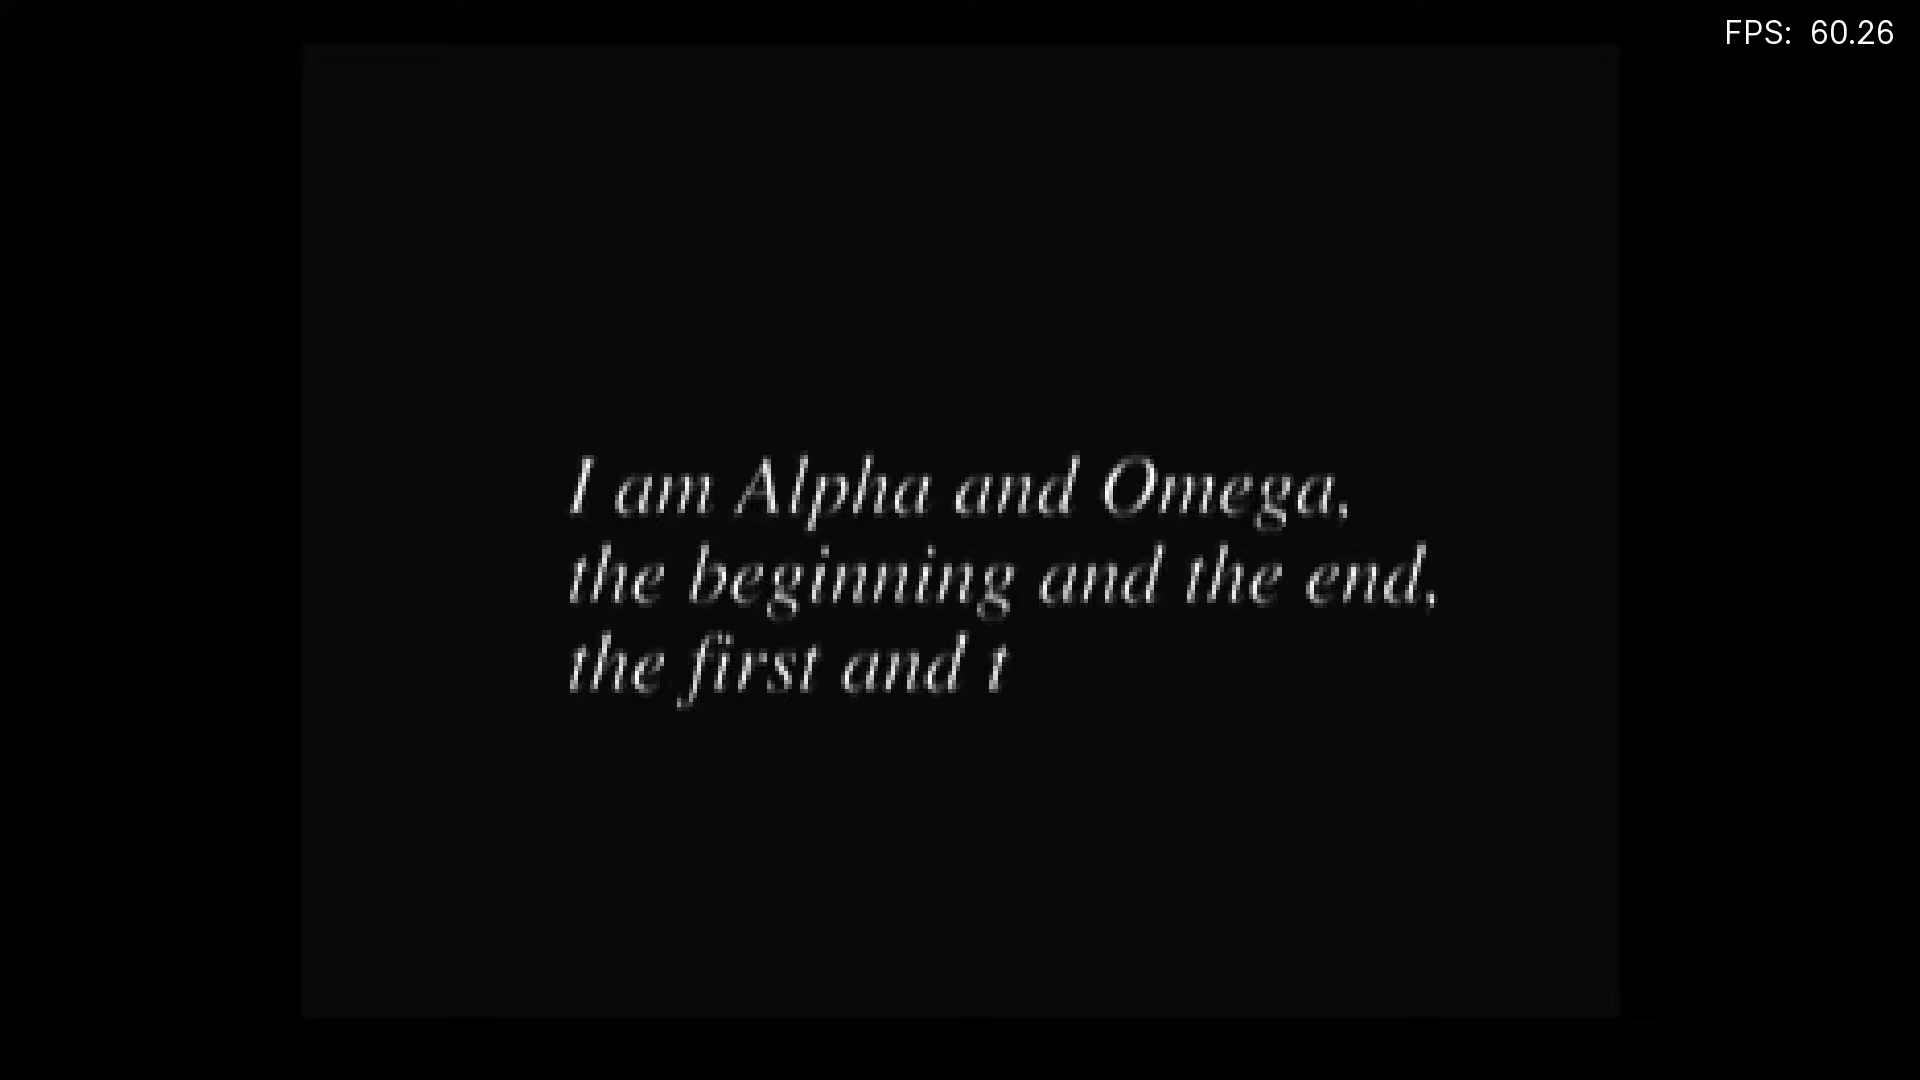 FPS: 60.26
I am Alpha and Omega,
the beginning and the end,
the first and t